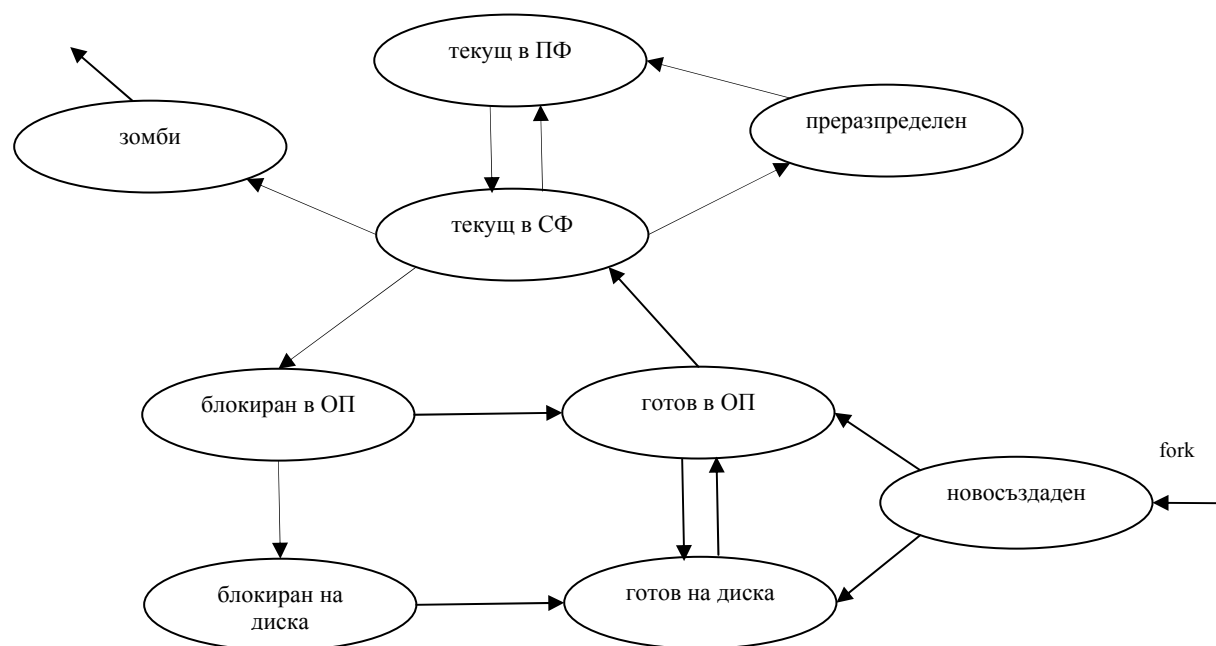 текущ в ПФ
преразпределен
зомби
текущ в СФ
блокиран в ОП
готов в ОП
fork
новосъздаден
блокиран на
диска
готов на диска